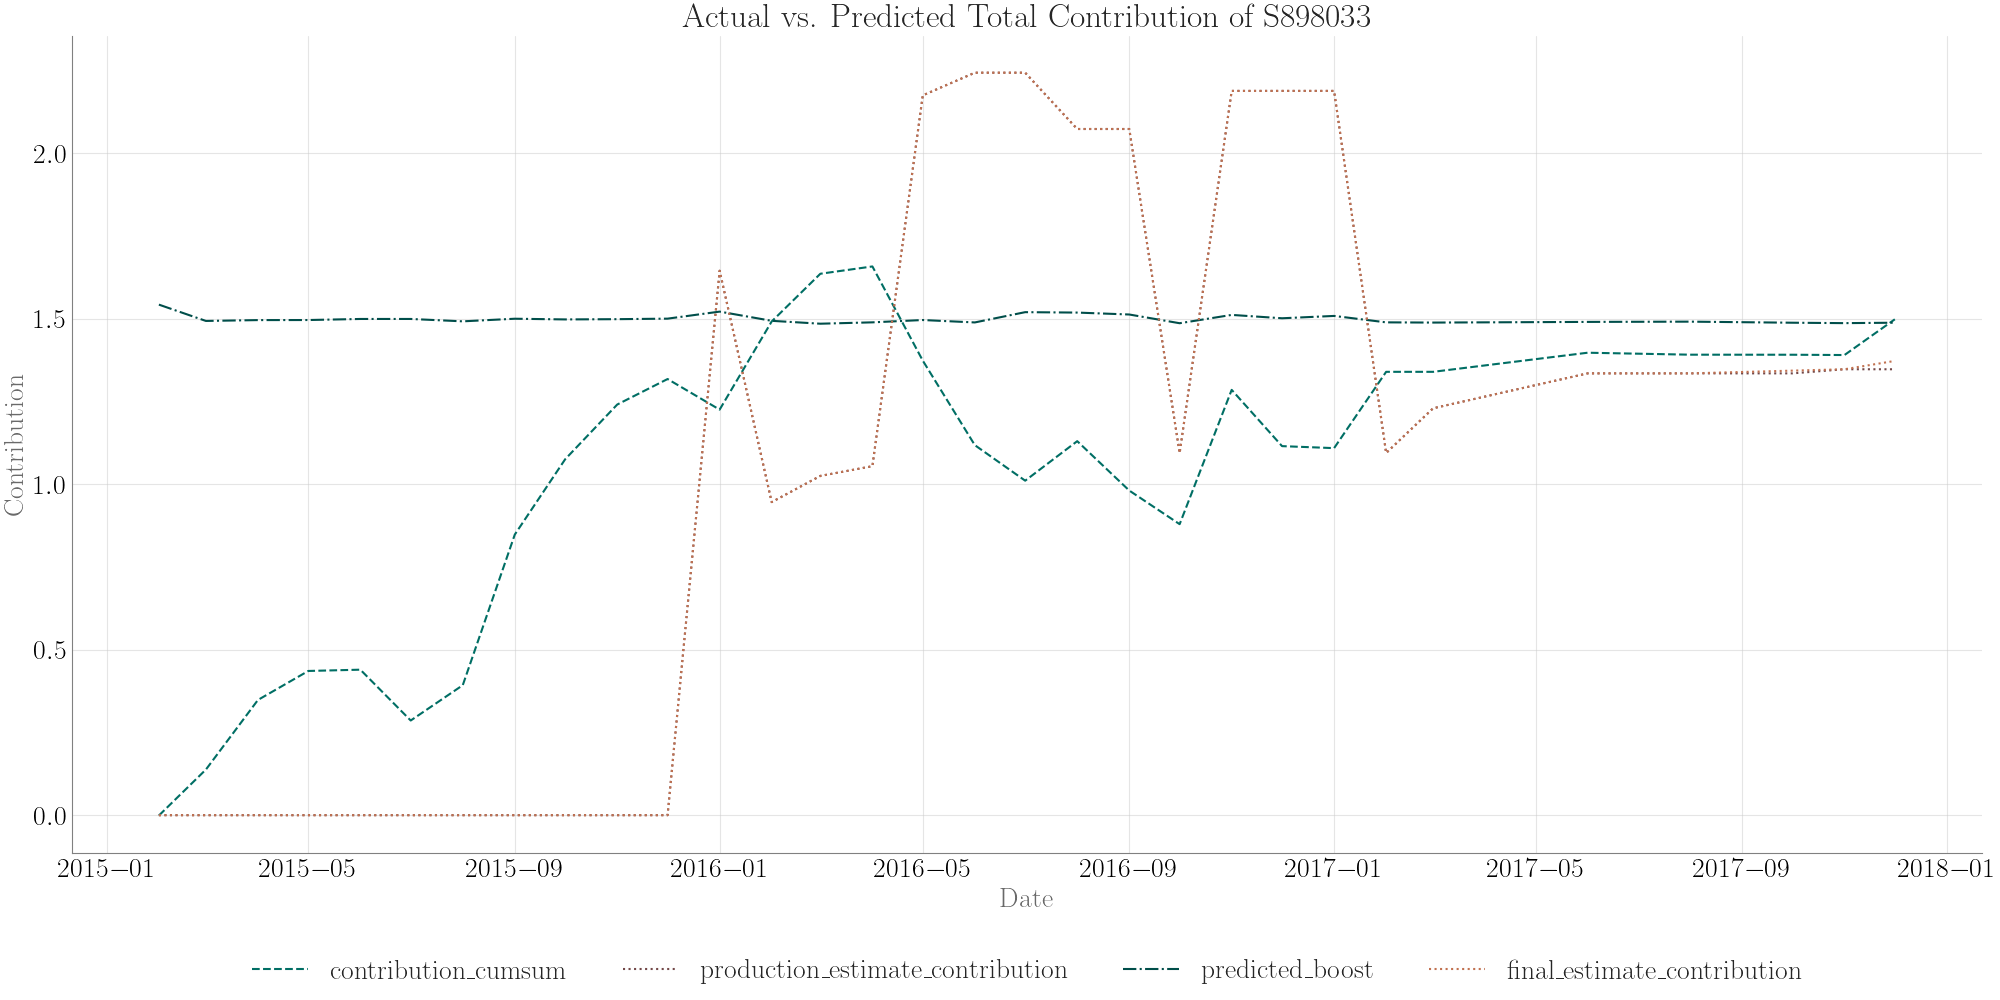 Actual vs. Predicted Total Contribution of S898033
Contribution
2.0
1.5
1.0
0.5
0.0
2015−01 2015−05 2015−09 2016−01 2016−05 2016−09 2017−01 2017−05 2017−09 2018−01
Date
contribution_cumsum production_estimate_contribution predicted_boost final_estimate_contribution